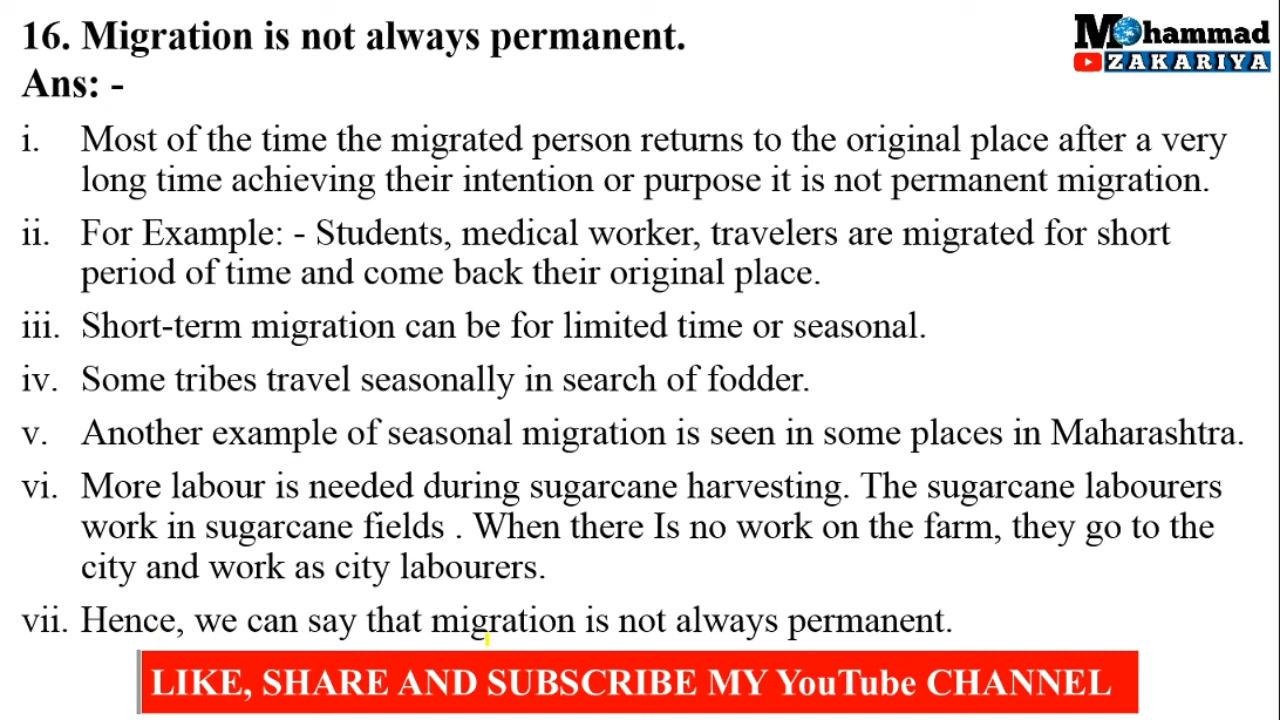 16. Migration is not always permanent.
Mohammad
ZAKARIYA
Ans: -
i. Most of the time the migrated person returns to the original place after a very
long time achieving their intention or purpose it is not permanent migration.
ii. For Example: - Students, medical worker, travelers are migrated for short
period of time and come back their original place.
iii. Short-term migration can be for limited time or seasonal.
iv. Some tribes travel seasonally in search of fodder.
v. Another example of seasonal migration is seen in some places in Maharashtra.
vi. More labour is needed during sugarcane harvesting. The sugarcane labourers
work in sugarcane fields . When there Is no work on the farm, they go to the
city and work as city labourers.
vii. Hence, we can say that migration is not always permanent.
LIKE, SHARE AND SUBSCRIBE MY YouTube CHANNEL